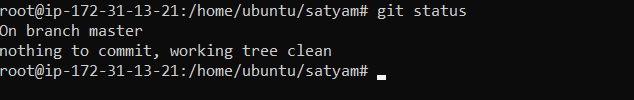 root@ip-172-31-13-21:/home/ubuntu/satyam# git status
On branch master
nothing to commit, working tree clean
root@ip-172-31-13-21:/home/ubuntu/satyam#